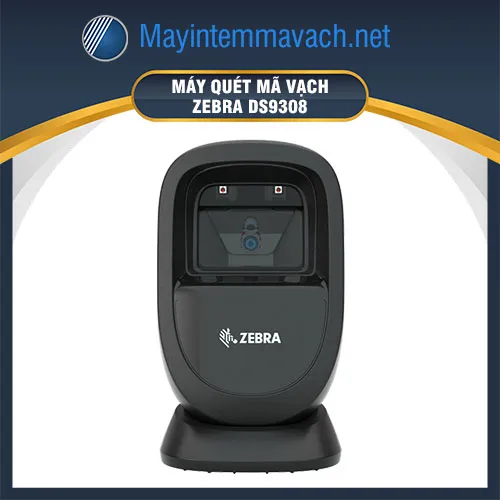 Mayintemmavach.net
MÁY QUÉT MÃ VẠCH
ZEBRA DS9308
ZEBRA